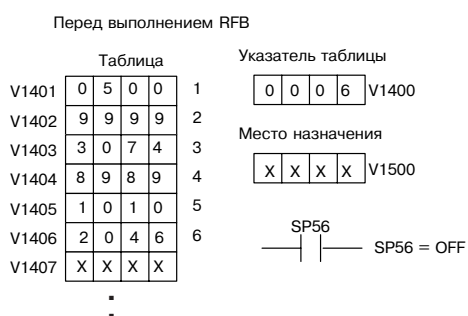 Перед выполнением RFB
Таблица
V1401 0 5 0 0 1
V1402 9 9 9 9 2
V1403 3 0 7 4 3
V1404 8 9 8 9 4
V1405 1 0 1 0 5
V1406 2 0 4 6 6
V1407 X X X X
Указатель таблицы
0 0 0 6 V1400
Место назначения
X X X X V1500
SP56
SP56 = OFF